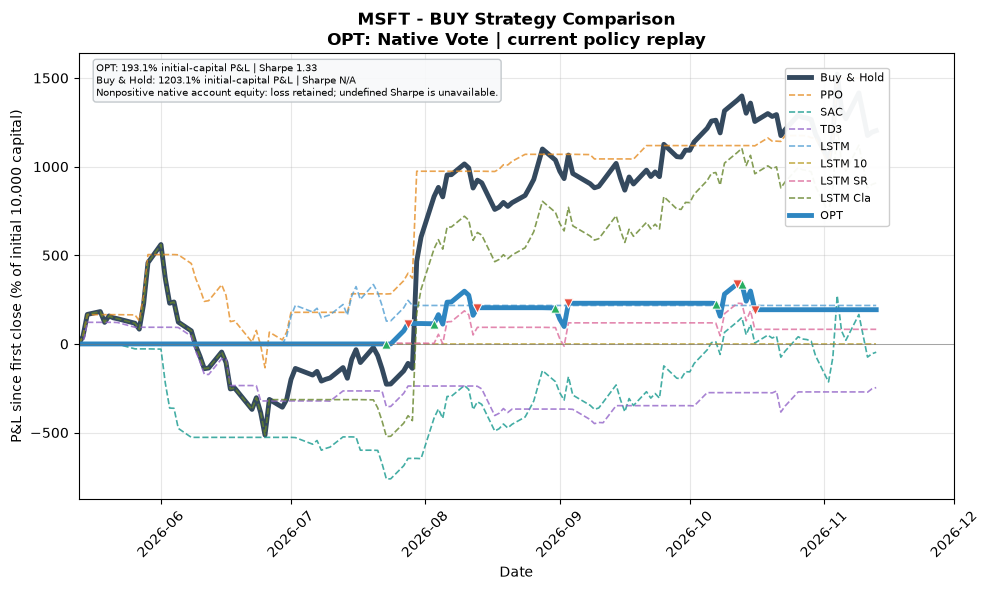 MSFT - BUY Strategy Comparison
OPT: Native Vote | current policy replay
OPT: 193.1% initial-capital P&L | Sharpe 1.33
Buy & Hold: 1203.1% initial-capital P&L | Sharpe N/A
Nonpositive native account equity: loss retained; undefined Sharpe is unavailable.
Buy & Hold
PPO
SAC
TD3
LSTM
LSTM 10
LSTM SR
LSTM Cla
OPT
P&L since first close (% of initial 10,000 capital)
1500
1000
500
0
−500
2026-06
2026-07
2026-08
2026-09
2026-10
2026-11
2026-12
Date